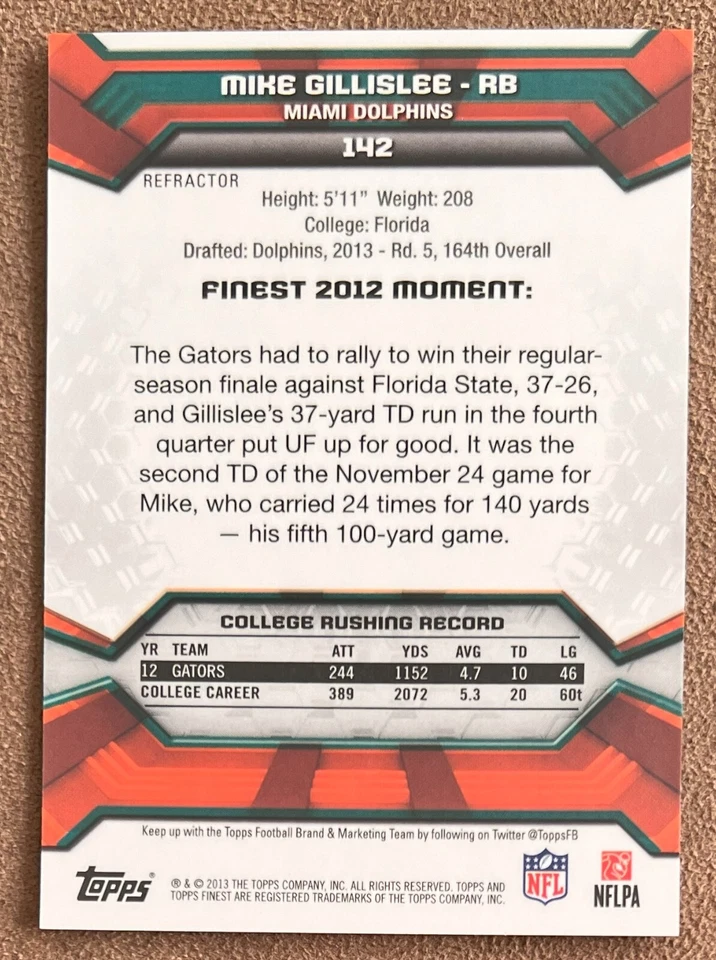 MIKE GILLISLEE - RB
MIAMI DOLPHINS
142
REFRACTOR
Height: 5'11" Weight: 208
College: Florida
Drafted: Dolphins, 2013 - Rd. 5, 164th Overall
FINEST 2012 MOMENT:
The Gators had to rally to win their regular-
season finale against Florida State, 37-26,
and Gillislee's 37-yard TD run in the fourth
quarter put UF up for good. It was the
second TD of the November 24 game for
Mike, who carried 24 times for 140 yards
— his fifth 100-yard game.
COLLEGE RUSHING RECORD
YR TEAM ATT YDS AVG TD LG
12 GATORS 244 1152 4.7 10 46
COLLEGE CAREER 389 2072 5.3 20 60t
Keep up with the Topps Football Brand & Marketing Team by following on Twitter @ToppsFB
topps®
® & © 2013 THE TOPPS COMPANY, INC. ALL RIGHTS RESERVED. TOPPS AND
TOPPS FINEST ARE REGISTERED TRADEMARKS OF THE TOPPS COMPANY, INC.
NFL
NFLPA